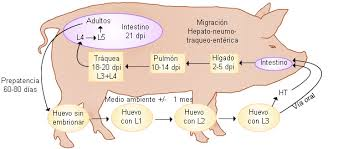 Adultos
L4
L5
Intestino
21 dpi
Migración
Hepato-neumo-
traqueo-entérica
Tráquea
18-20 dpi
L3+L4
Pulmón
10-14 dpi
Hígado
2-5 dpi
Intestino
Prepatencia
60-80 días
HT
Vía oral
Medio ambiente +/- 1 mes
Huevo sin
embrionar
Huevo
con L1
Huevo
con L2
Huevo
con L3